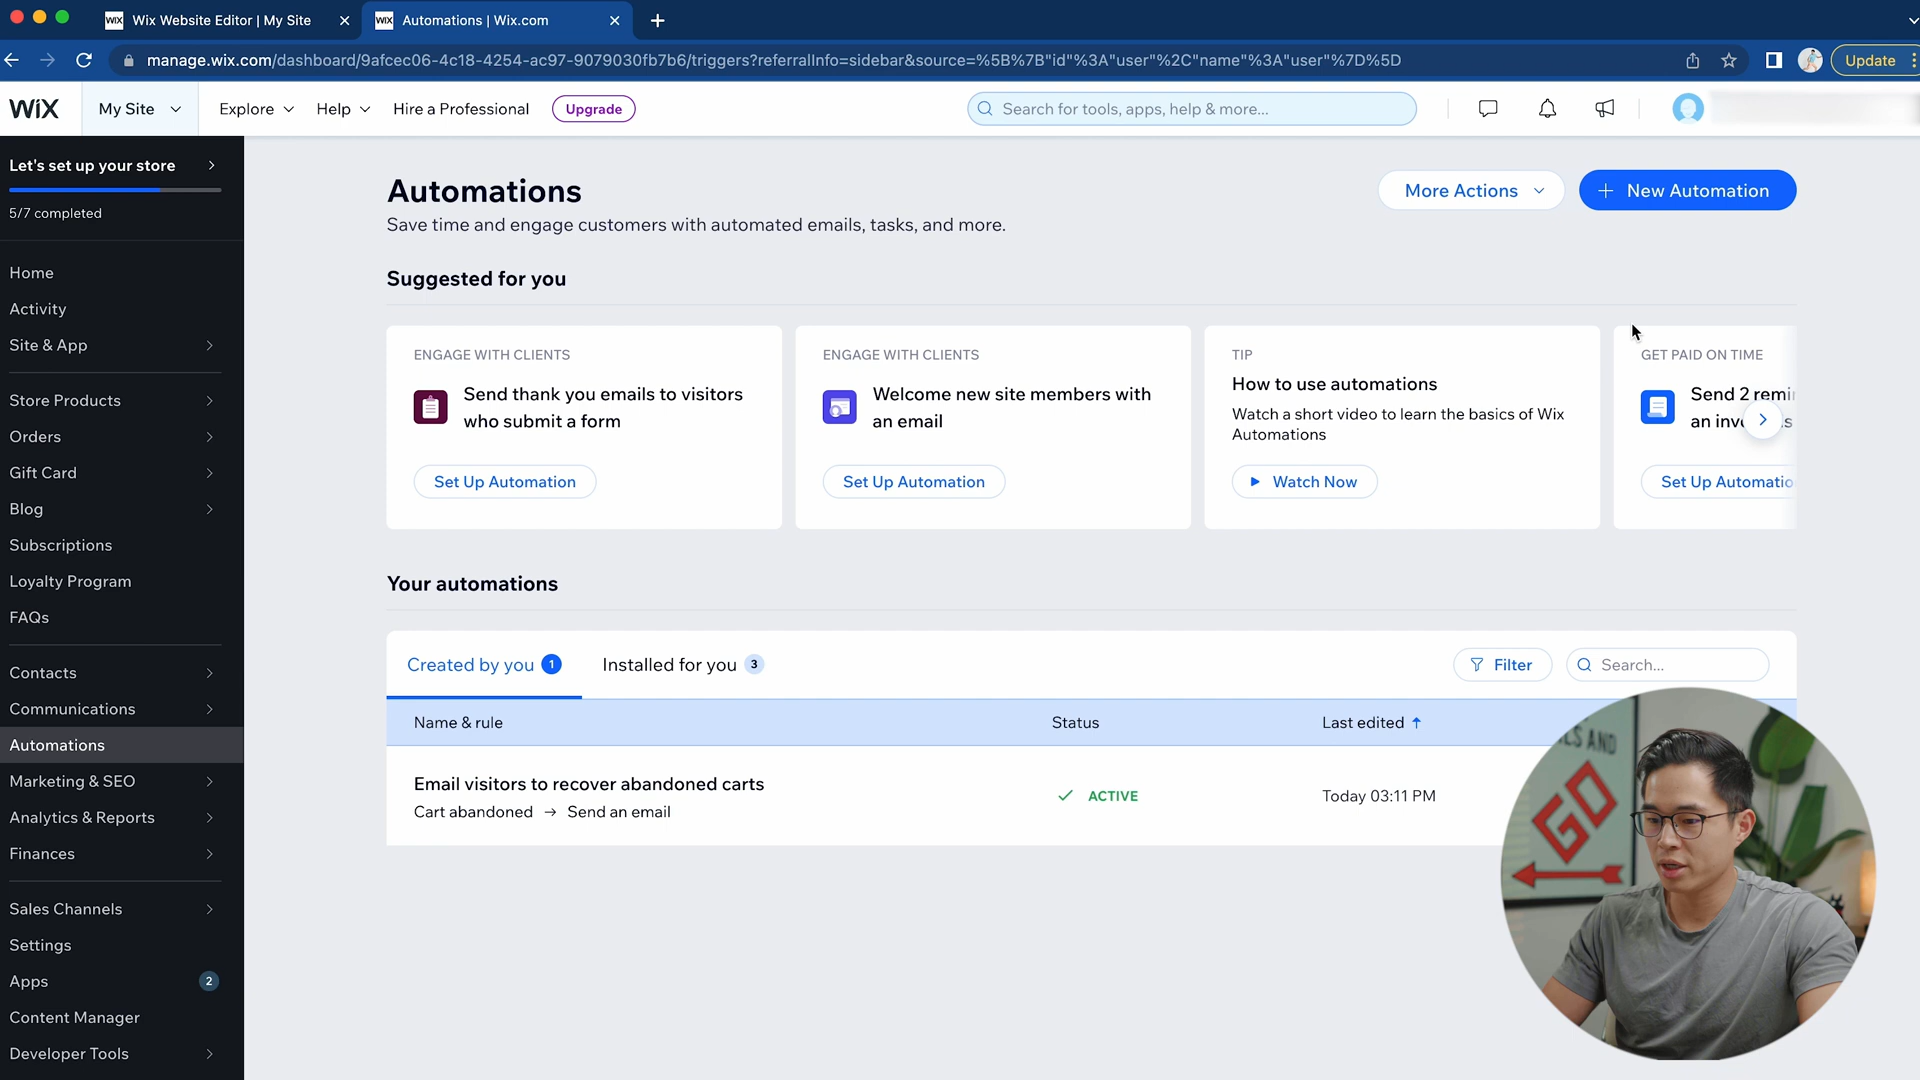 WiX Wix Website Editor | My Site
WiX Automations | Wix.com
manage.wix.com/dashboard/9afcec06-4c18-4254-ac97-9079030fb7b6/triggers?referralInfo=sidebar&source=%5B%7B"id"%3A"user"%2C"name"%3A"user"%7D%5D
Update
WiX
My Site
Explore
Help
Hire a Professional
Upgrade
Search for tools, apps, help & more...
Let's set up your store
5/7 completed
Home
Activity
Site & App
Store Products
Orders
Gift Card
Blog
Subscriptions
Loyalty Program
FAQs
Contacts
Communications
Automations
Marketing & SEO
Analytics & Reports
Finances
Sales Channels
Settings
Apps 2
Content Manager
Developer Tools
Automations
Save time and engage customers with automated emails, tasks, and more.
More Actions
+ New Automation
Suggested for you
ENGAGE WITH CLIENTS
Send thank you emails to visitors
who submit a form
Set Up Automation
ENGAGE WITH CLIENTS
Welcome new site members with
an email
Set Up Automation
TIP
How to use automations
Watch a short video to learn the basics of Wix
Automations
Watch Now
GET PAID ON TIME
Send 2
an
Set Up
Your automations
Created by you 1
Installed for you 3
Filter
Search...
Name & rule
Status
Last edited ↑
Email visitors to recover abandoned carts
Cart abandoned → Send an email
ACTIVE
Today 03:11 PM
AND
GO